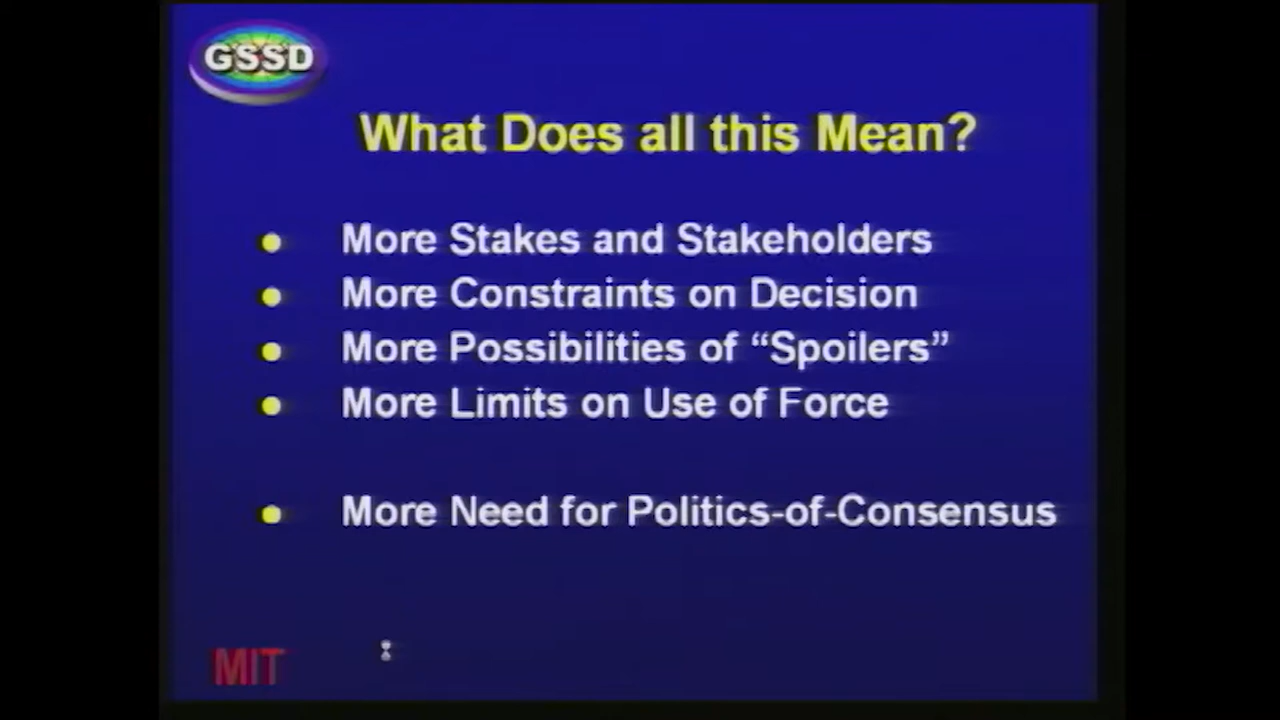 GSSD
What Does all this Mean?
More Stakes and Stakeholders
More Constraints on Decision
More Possibilities of “Spoilers”
More Limits on Use of Force
More Need for Politics-of-Consensus
MIT